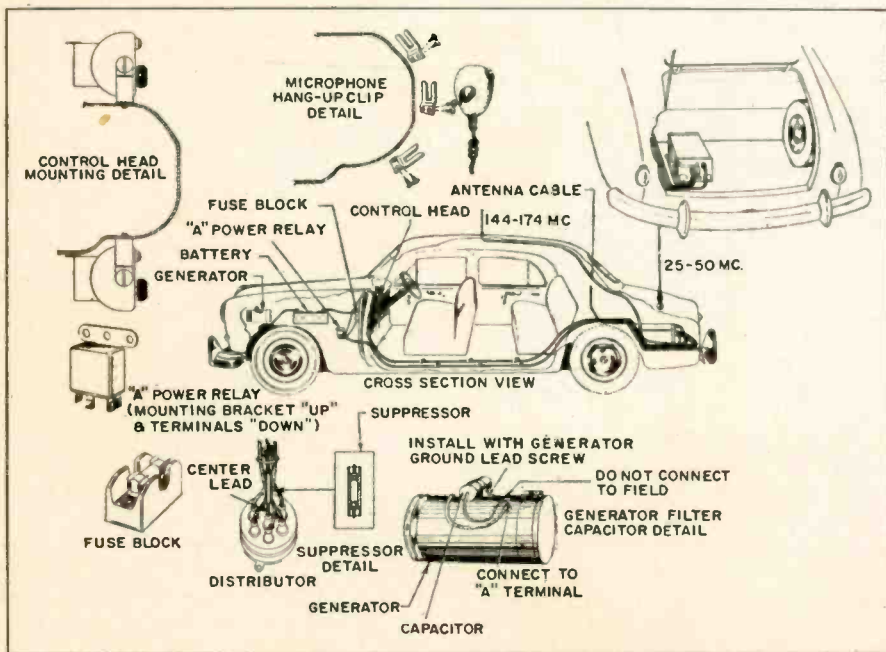 MICROPHONE
HANG-UP CLIP
DETAIL
CONTROL HEAD
MOUNTING DETAIL
ANTENNA CABLE
FUSE BLOCK
CONTROL HEAD
144-174 MC
"A" POWER RELAY
BATTERY
GENERATOR
25-50 MC.
CROSS SECTION VIEW
"A" POWER RELAY
(MOUNTING BRACKET "UP"
& TERMINALS "DOWN")
SUPPRESSOR
INSTALL WITH GENERATOR
GROUND LEAD SCREW
CENTER
LEAD
DO NOT CONNECT
TO FIELD
GENERATOR FILTER
CAPACITOR DETAIL
FUSE BLOCK
SUPPRESSOR
DETAIL
DISTRIBUTOR
CONNECT TO
"A" TERMINAL
GENERATOR
CAPACITOR